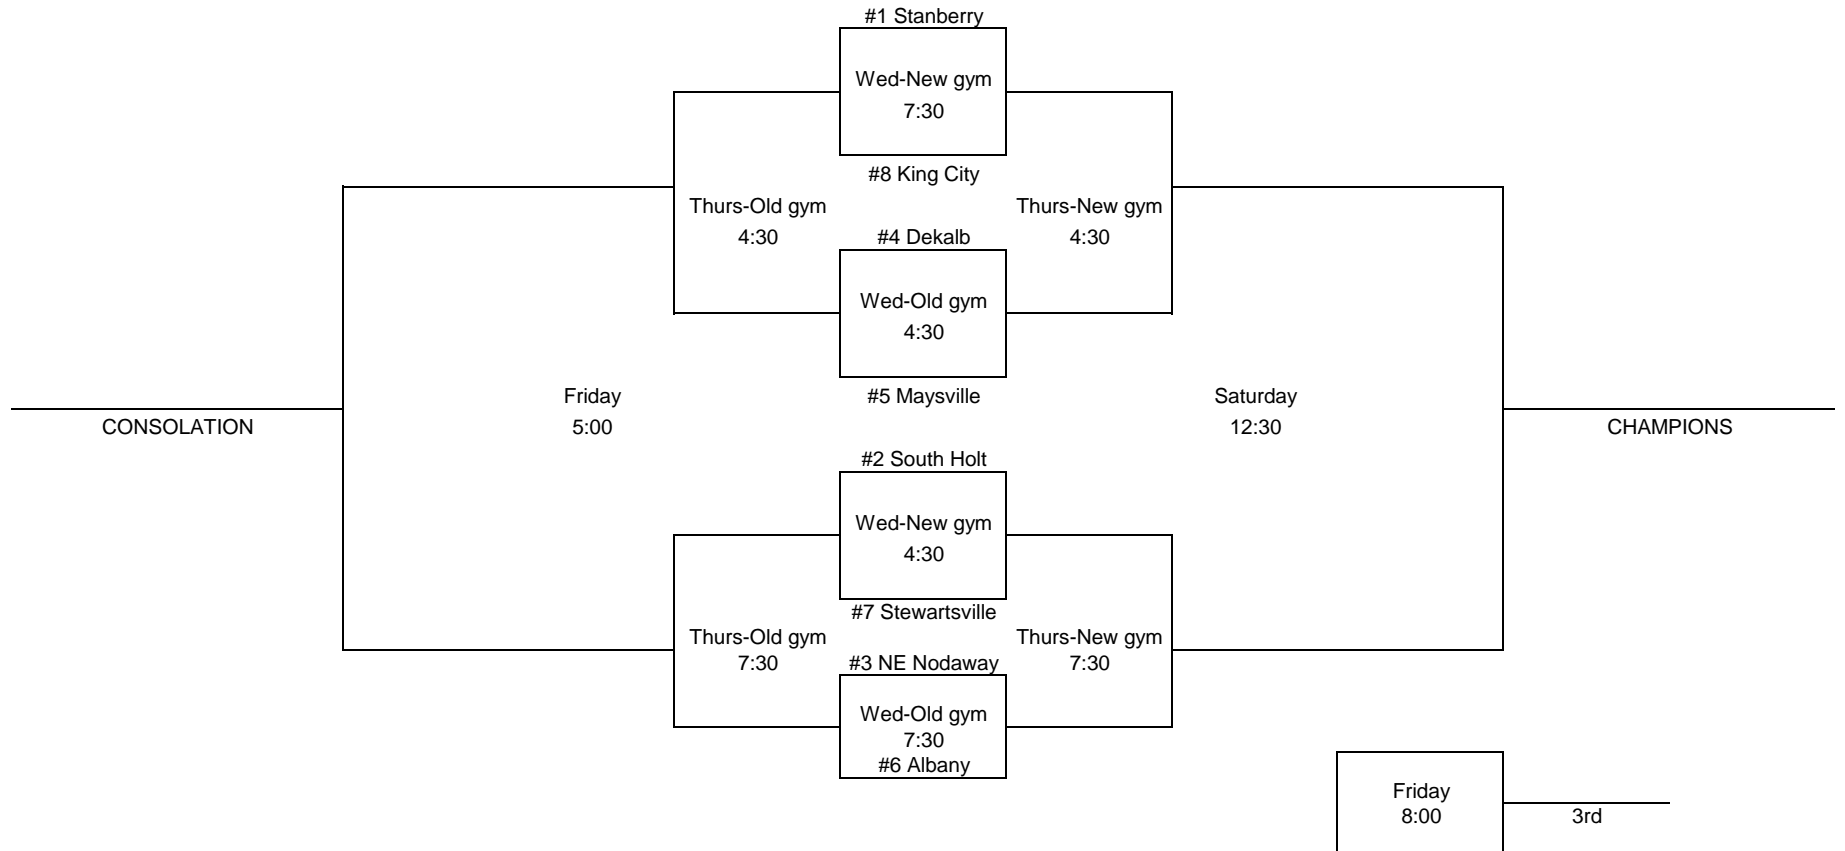 #1 Stanberry
Wed-New gym
7:30
#8 King City
Thurs-Old gym
4:30
Thurs-New gym
4:30
#4 Dekalb
Wed-Old gym
4:30
#5 Maysville
Friday
5:00
Saturday
12:30
CONSOLATION
CHAMPIONS
#2 South Holt
Wed-New gym
4:30
#7 Stewartsville
Thurs-Old gym
7:30
Thurs-New gym
7:30
#3 NE Nodaway
Wed-Old gym
7:30
#6 Albany
Friday
8:00
3rd